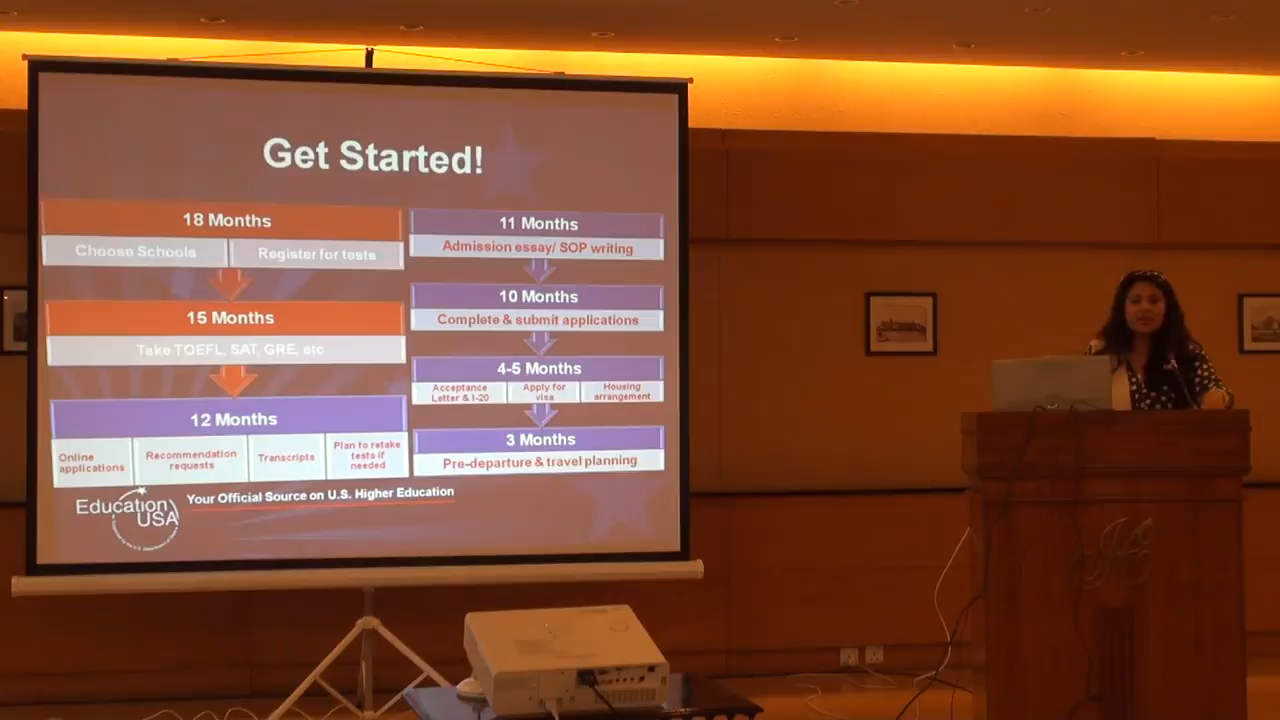 Get Started!
18 Months
Choose Schools
Register for tests
15 Months
Take TOEFL, SAT, GRE, etc
12 Months
Online
applications
Recommendation
requests
Transcripts
Plan to retake
tests if
needed
11 Months
Admission essay/ SOP writing
10 Months
Complete & submit applications
4-5 Months
Acceptance
Letter & I-20
Apply for
visa
Housing
arrangement
3 Months
Pre-departure & travel planning
Education
USA
Your Official Source on U.S. Higher Education